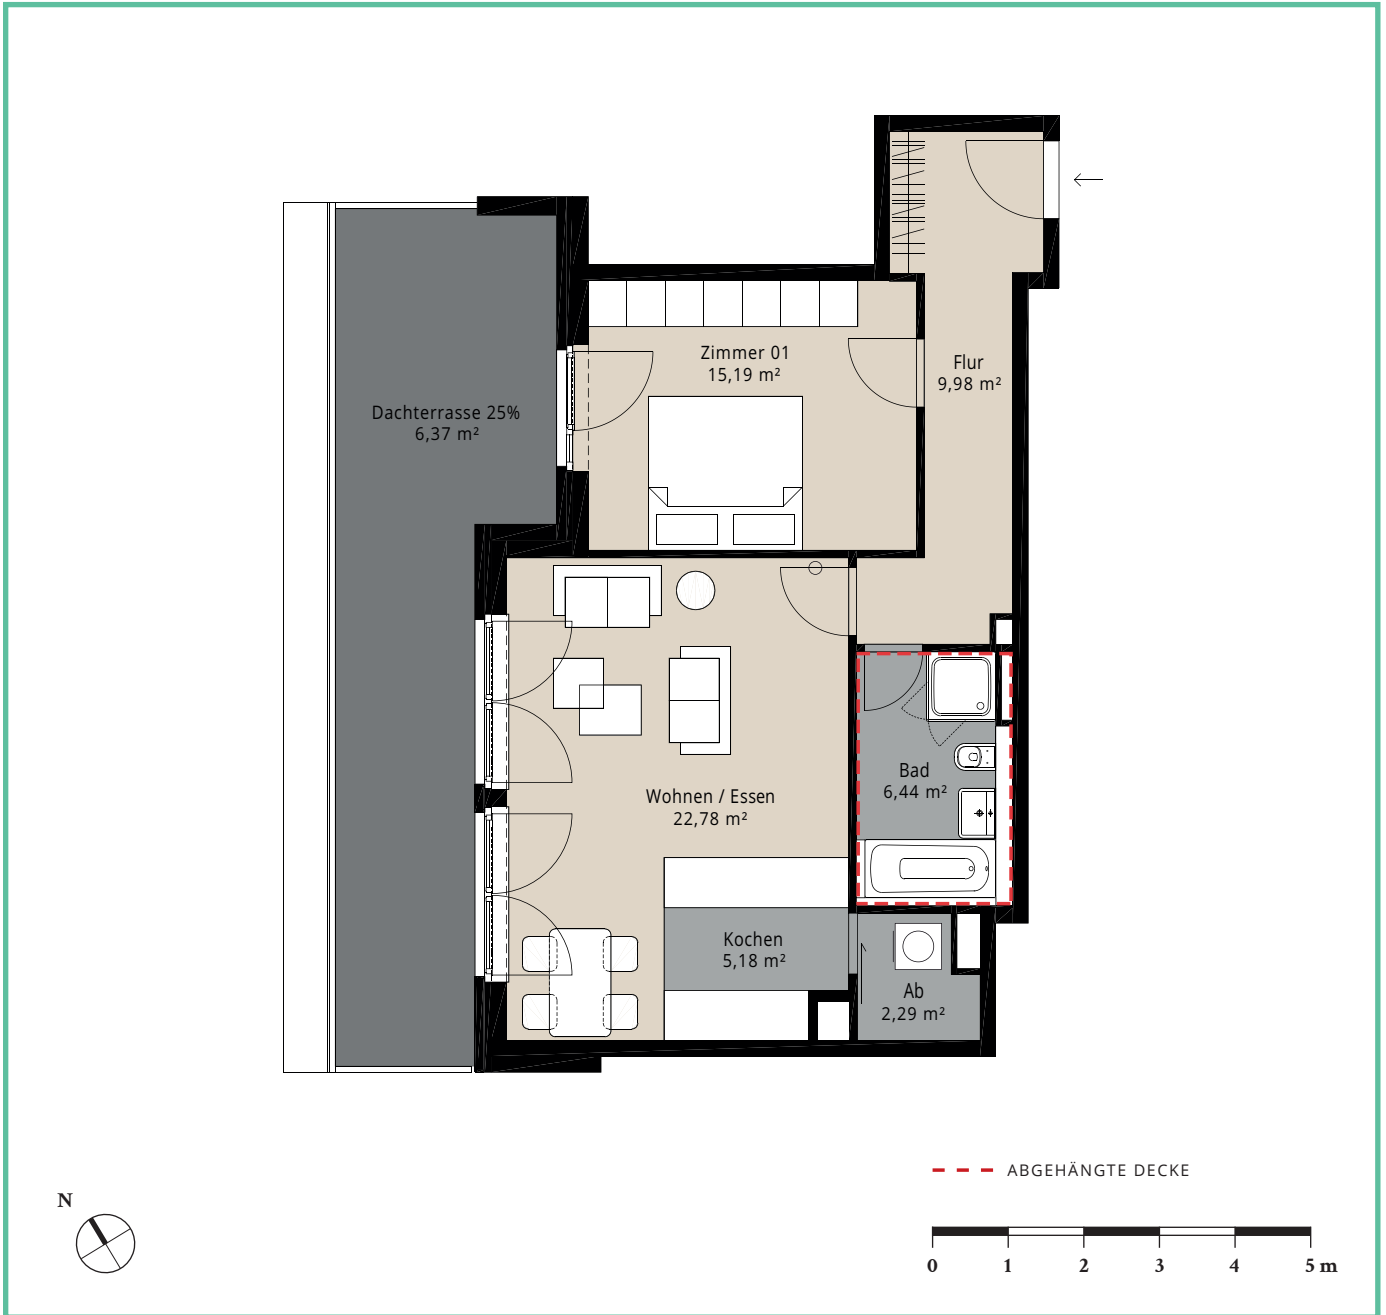 Zimmer 01
15,19 m²
Flur
9,98 m²
Dachterrasse 25%
6,37 m²
Bad
6,44 m²
Wohnen / Essen
22,78 m²
Kochen
5,18 m²
Ab
2,29 m²
ABGEHÄNGTE DECKE
N
0 1 2 3 4 5 m